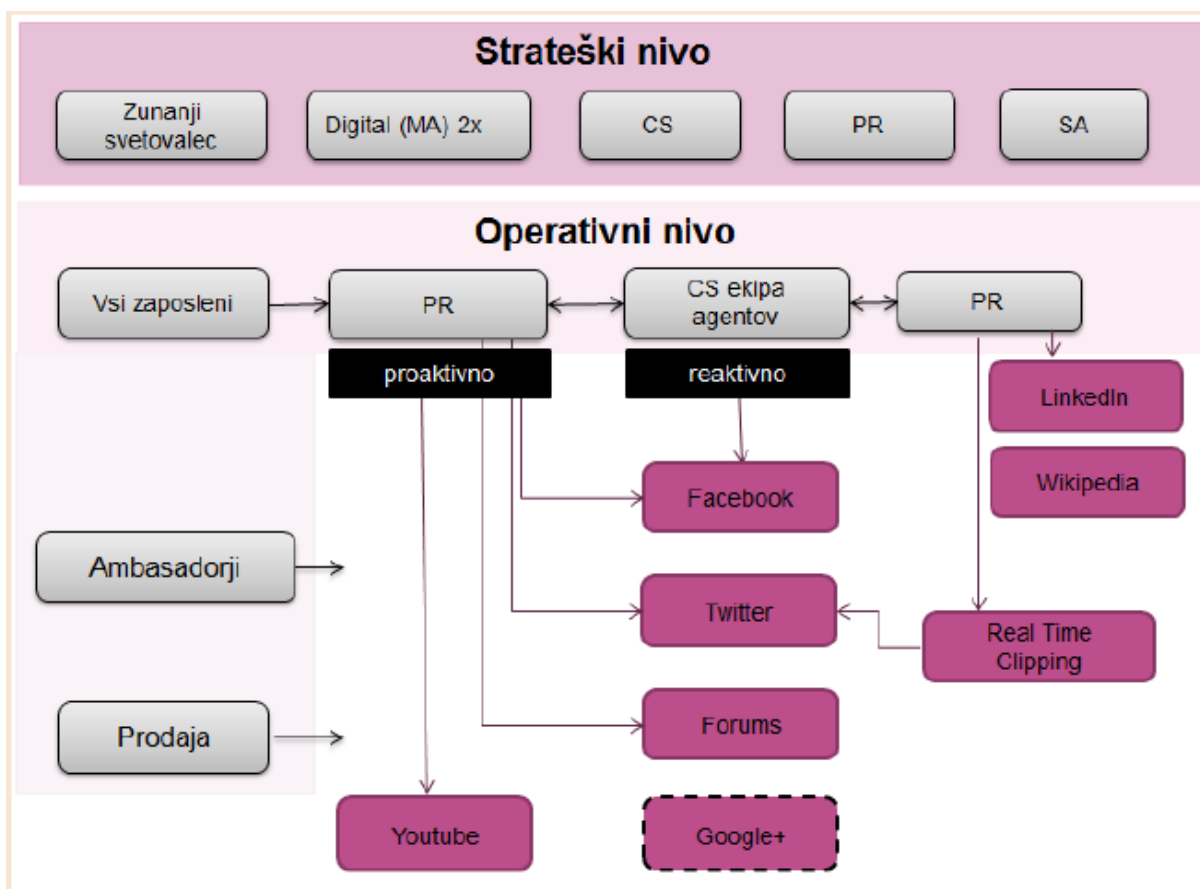 Strateški nivo
Zunanji
svetovalec
Digital (MA) 2x
CS
PR
SA
Operativni nivo
Vsi zaposleni
PR
CS ekipa
agentov
PR
proaktivno
reaktivno
LinkedIn
Wikipedia
Facebook
Ambasadorji
Twitter
Real Time
Clipping
Prodaja
Forums
Youtube
Google+